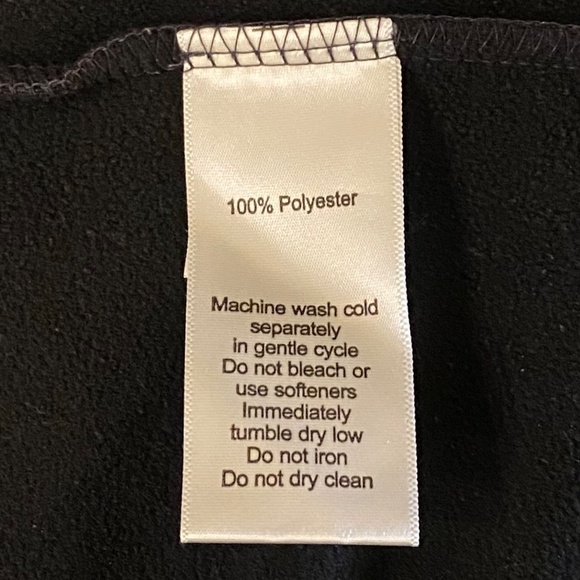 100% Polyester
Machine wash cold
separately
in gentle cycle
Do not bleach or
use softeners
Immediately
tumble dry low
Do not iron
Do not dry clean